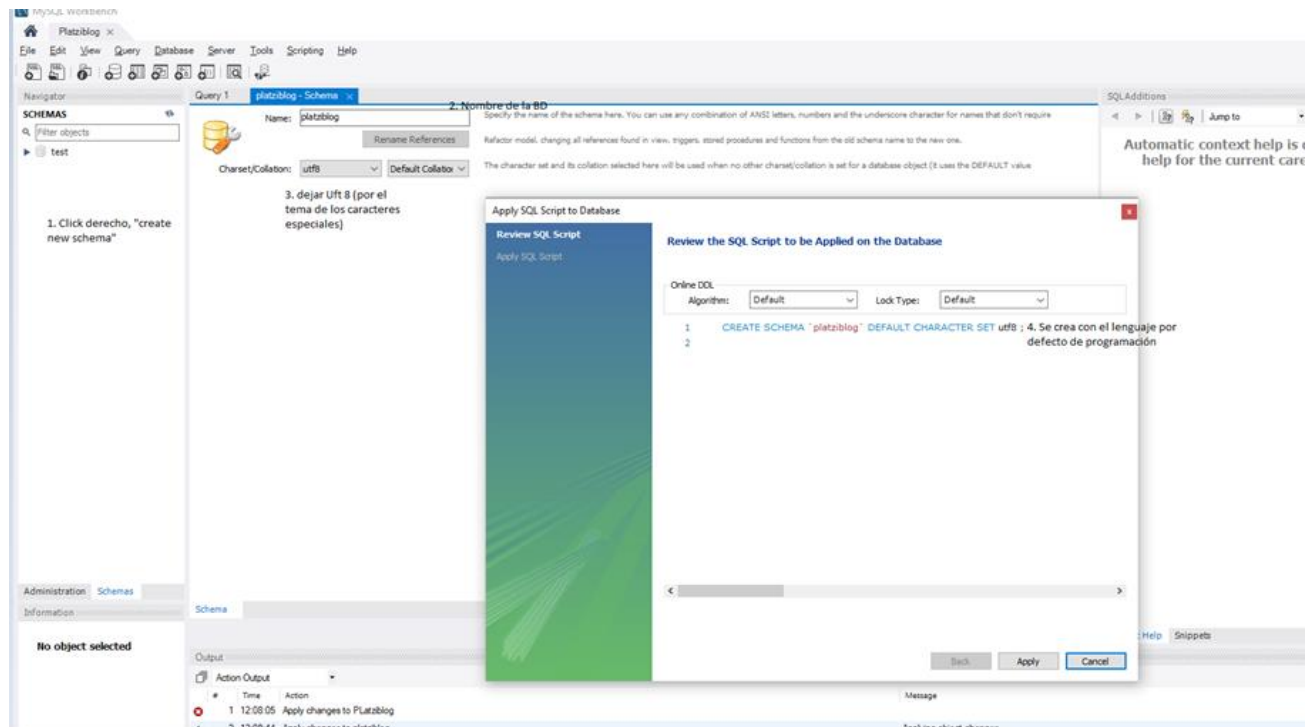 MySQL Workbench
Platziblog ×
File Edit View Query Database Server Tools Scripting Help
Navigator
SCHEMAS
Filter objects
test
1. Click derecho, "create
new schema"
Administration Schemas
Information
No object selected
Query 1 platziblog - Schema ×
2. Nombre de la BD
Name: platziblog
Specify the name of the schema here. You can use any combination of ANSI letters, numbers and the underscore character for names that don't require
Rename References
Refactor model, changing all references found in view, triggers, stored procedures and functions from the old schema name to the new one.
Charset/Collation: utf8 Default Collatior
The character set and its collation selected here will be used when no other charset/collation is set for a database object (it uses the DEFAULT value
3. dejar Uft 8 (por el
tema de los caracteres
especiales)
Apply SQL Script to Database
Review SQL Script
Apply SQL Script
Review the SQL Script to be Applied on the Database
Online DDL
Algorithm: Default Lock Type: Default
1 CREATE SCHEMA `platziblog` DEFAULT CHARACTER SET utf8 ;
2
4. Se crea con el lenguaje por
defecto de programación
Back Apply Cancel
SQLAdditions
Jump to
Automatic context help is
help for the current care
Help Snippets
Schema
Output
Action Output
# Time Action Message
1 12:08:05 Apply changes to PLatziblog